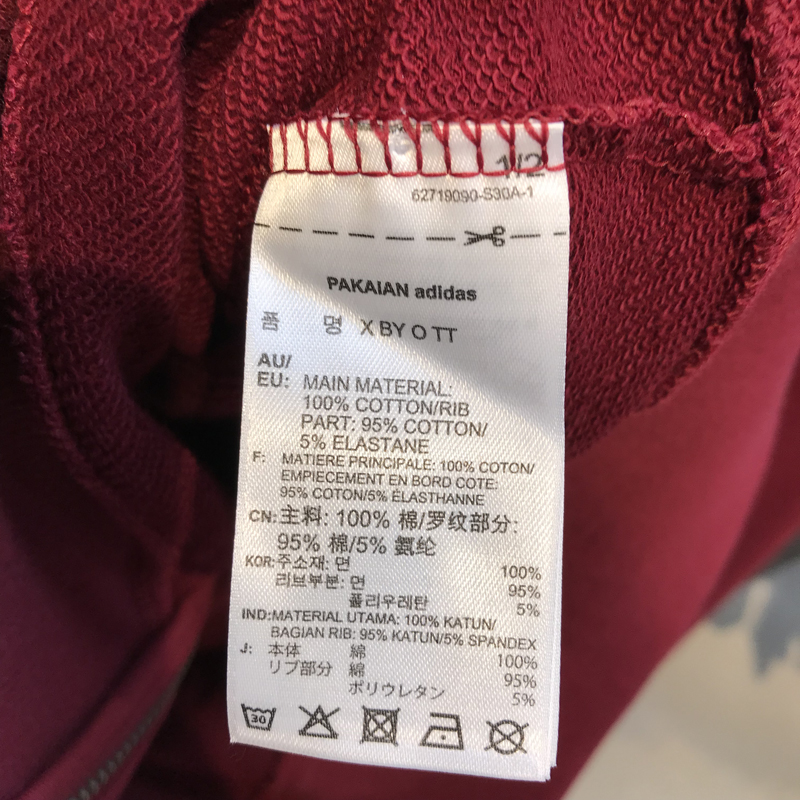 1/2
62719090-S30A-1
PAKAIAN adidas
품 명 X BY O TT
AU/
EU: MAIN MATERIAL:
100% COTTON/RIB
PART: 95% COTTON/
5% ELASTANE
F: MATIERE PRINCIPALE: 100% COTON/
EMPIECEMENT EN BORD COTE:
95% COTON/5% ÉLASTHANNE
CN:主料: 100% 棉/罗纹部分:
95% 棉/5% 氨纶
KOR:주소재: 면 100%
리브부분: 면 95%
폴리우레탄 5%
IND:MATERIAL UTAMA: 100% KATUN/
BAGIAN RIB: 95% KATUN/5% SPANDEX
J: 本体 綿 100%
リブ部分 綿 95%
ポリウレタン 5%
30